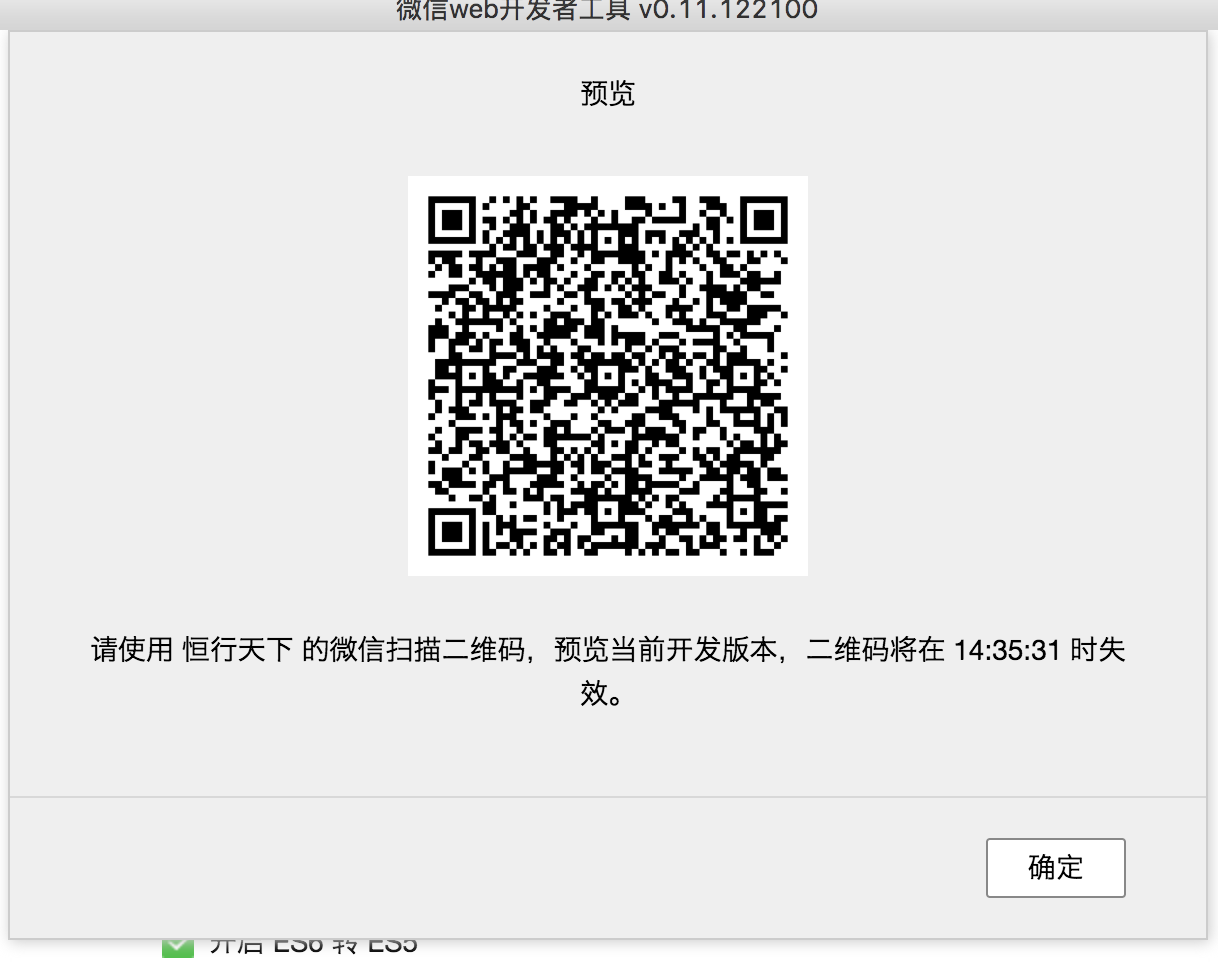 微信web开发者工具 v0.11.122100
预览
请使用 恒行天下 的微信扫描二维码，预览当前开发版本，二维码将在 14:35:31 时失
效。
确定
开启 ES6 转 ES5